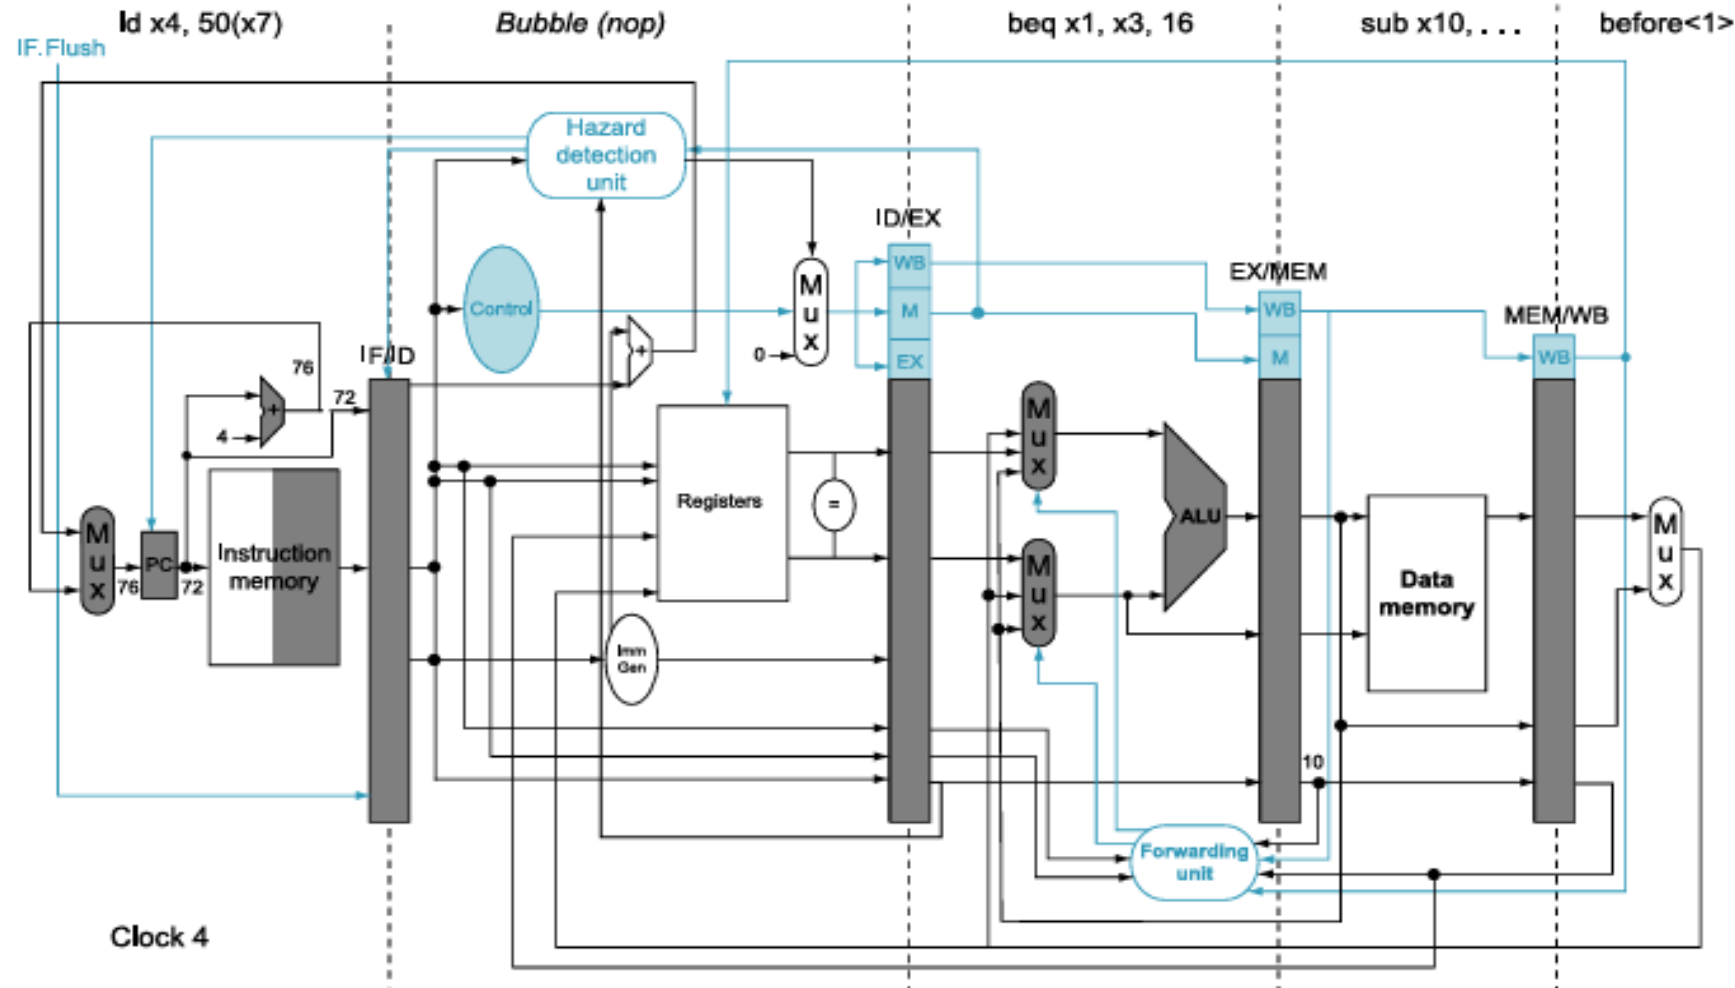 ld x4, 50(x7)
Bubble (nop)
beq x1, x3, 16
sub x10, . . .
before<1>
IF.Flush
Hazard
detection
unit
ID/EX
WB
M
EX
Control
M
u
x
0
EX/MEM
WB
M
MEM/WB
WB
IF/ID
76
72
+
4
+
M
u
x
76
PC
72
Instruction
memory
Registers
=
Imm
Gen
M
u
x
M
u
x
ALU
Data
memory
M
u
x
10
Forwarding
unit
Clock 4